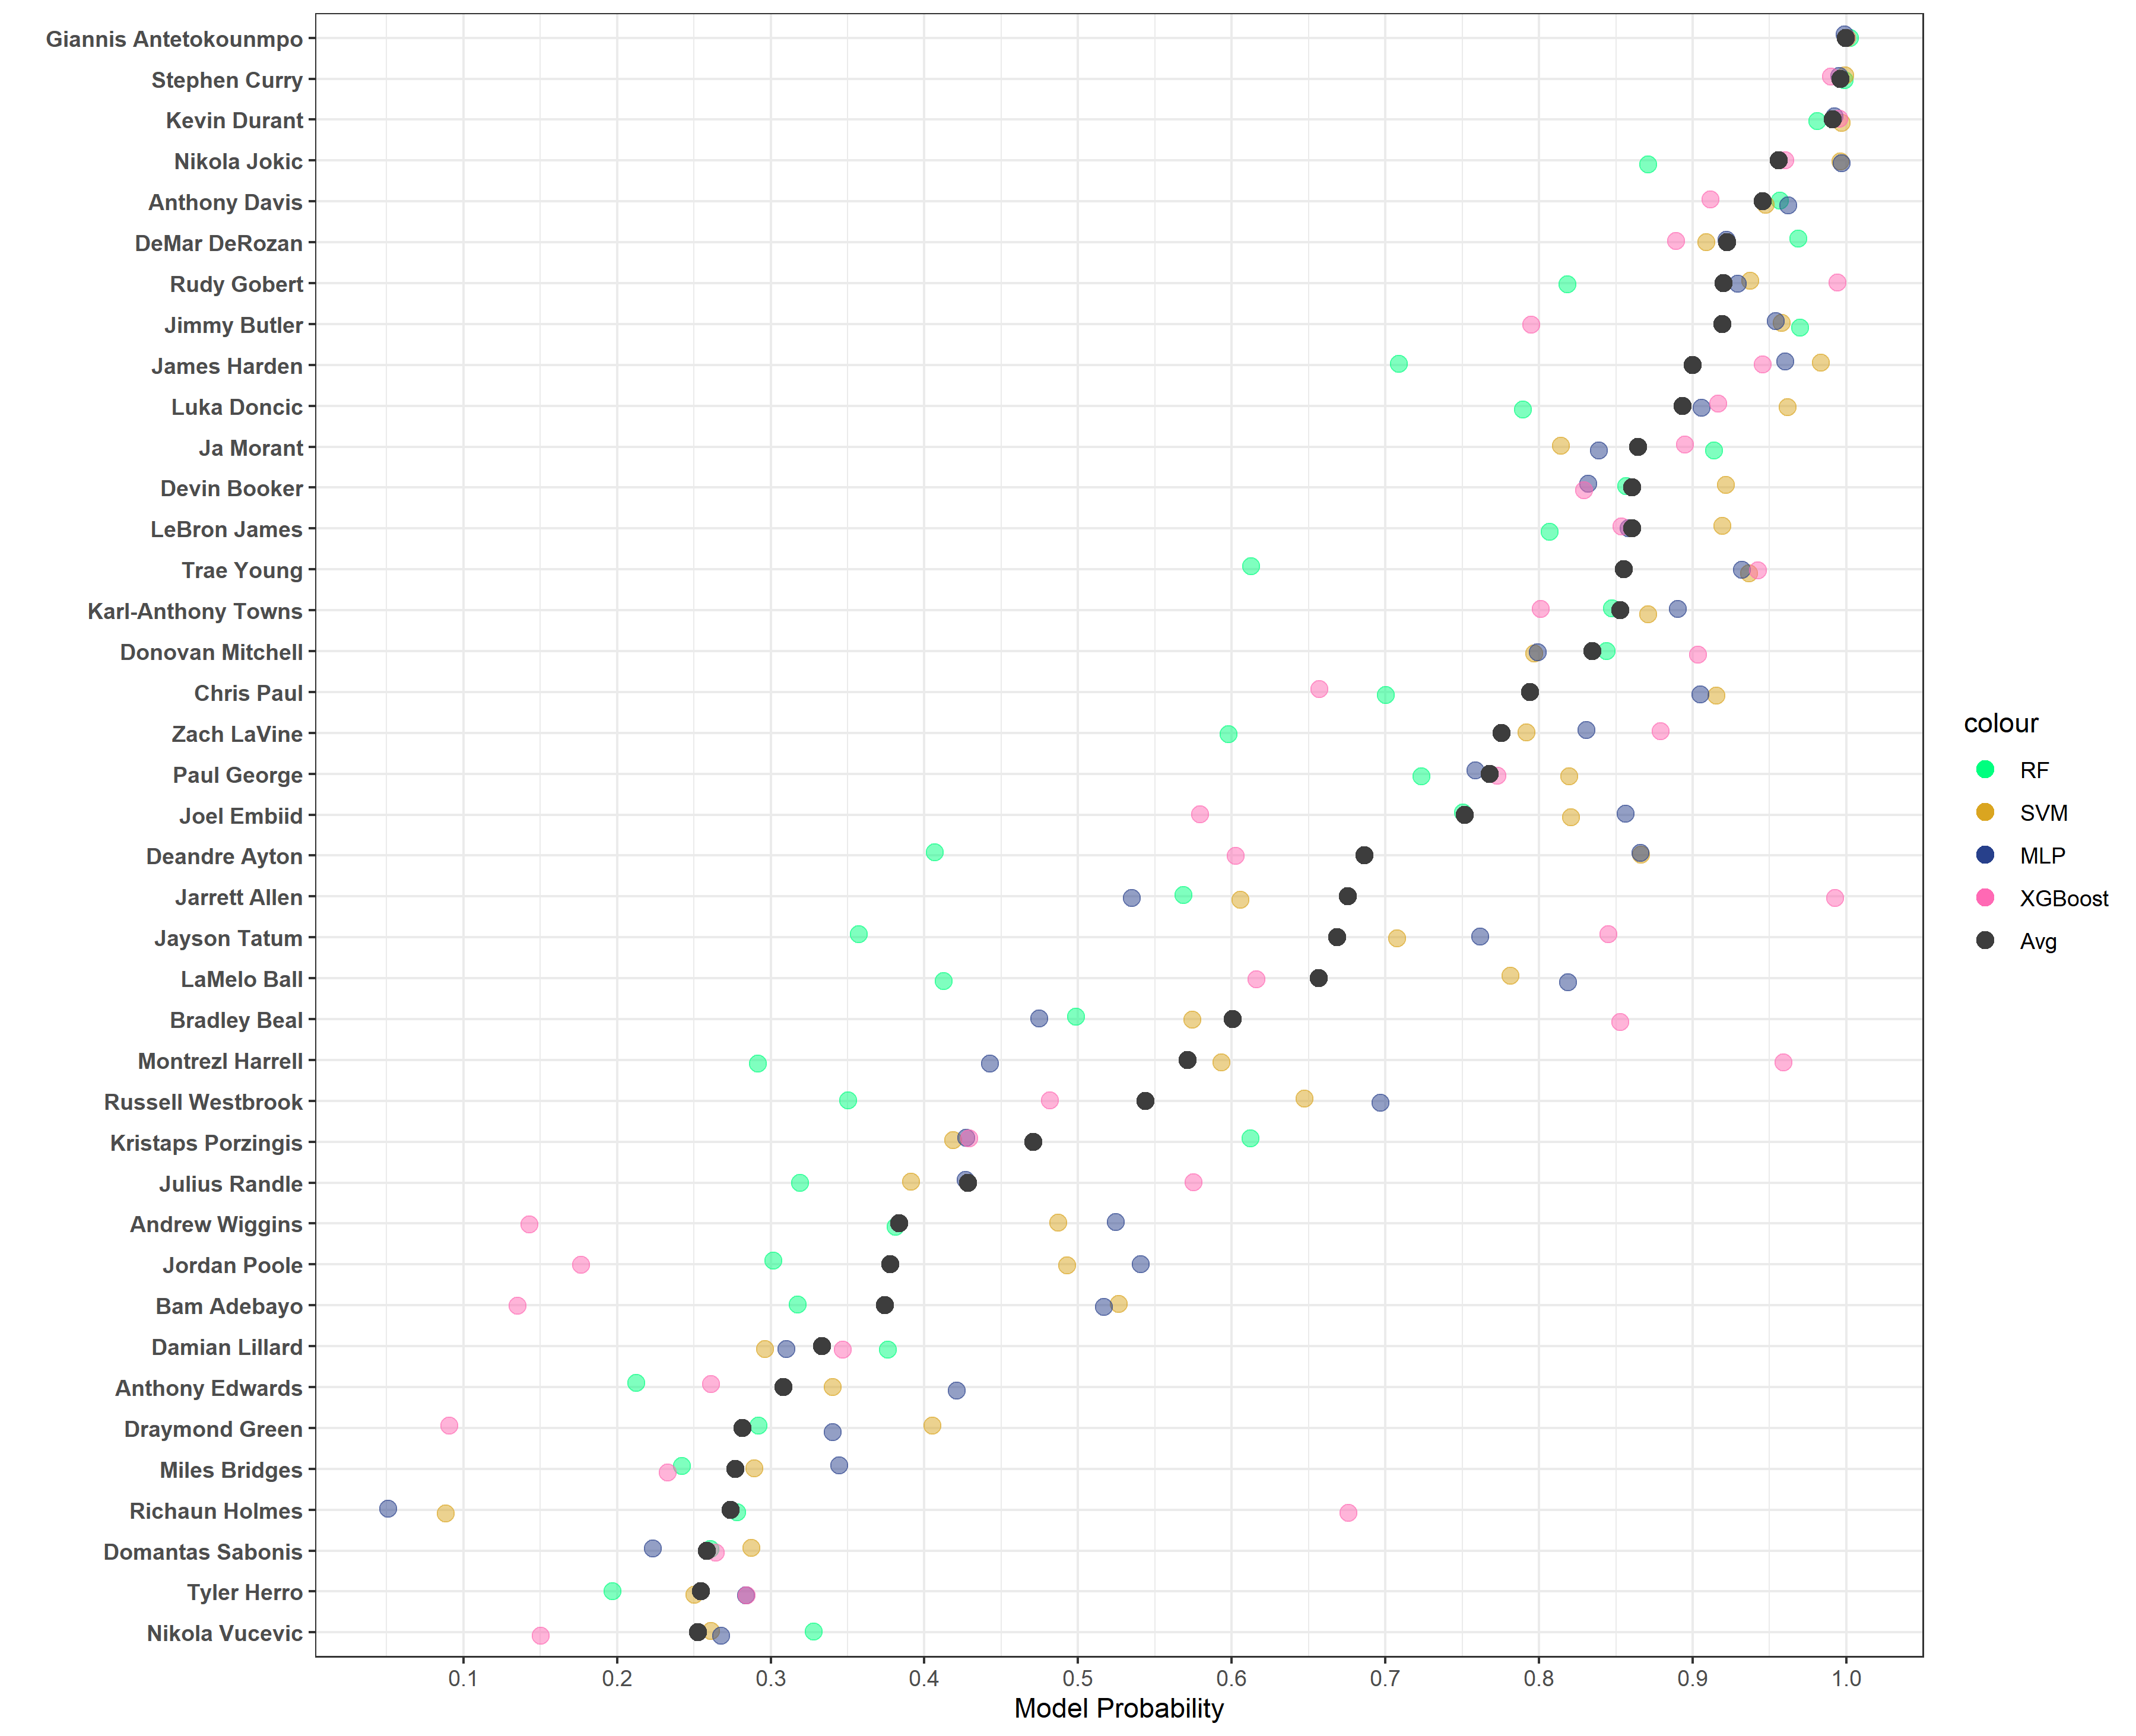 Giannis Antetokounmpo
Stephen Curry
Kevin Durant
Nikola Jokic
Anthony Davis
DeMar DeRozan
Rudy Gobert
Jimmy Butler
James Harden
Luka Doncic
Ja Morant
Devin Booker
LeBron James
Trae Young
Karl-Anthony Towns
Donovan Mitchell
Chris Paul
Zach LaVine
Paul George
Joel Embiid
Deandre Ayton
Jarrett Allen
Jayson Tatum
LaMelo Ball
Bradley Beal
Montrezl Harrell
Russell Westbrook
Kristaps Porzingis
Julius Randle
Andrew Wiggins
Jordan Poole
Bam Adebayo
Damian Lillard
Anthony Edwards
Draymond Green
Miles Bridges
Richaun Holmes
Domantas Sabonis
Tyler Herro
Nikola Vucevic
0.1 0.2 0.3 0.4 0.5 0.6 0.7 0.8 0.9 1.0
Model Probability
colour
RF
SVM
MLP
XGBoost
Avg